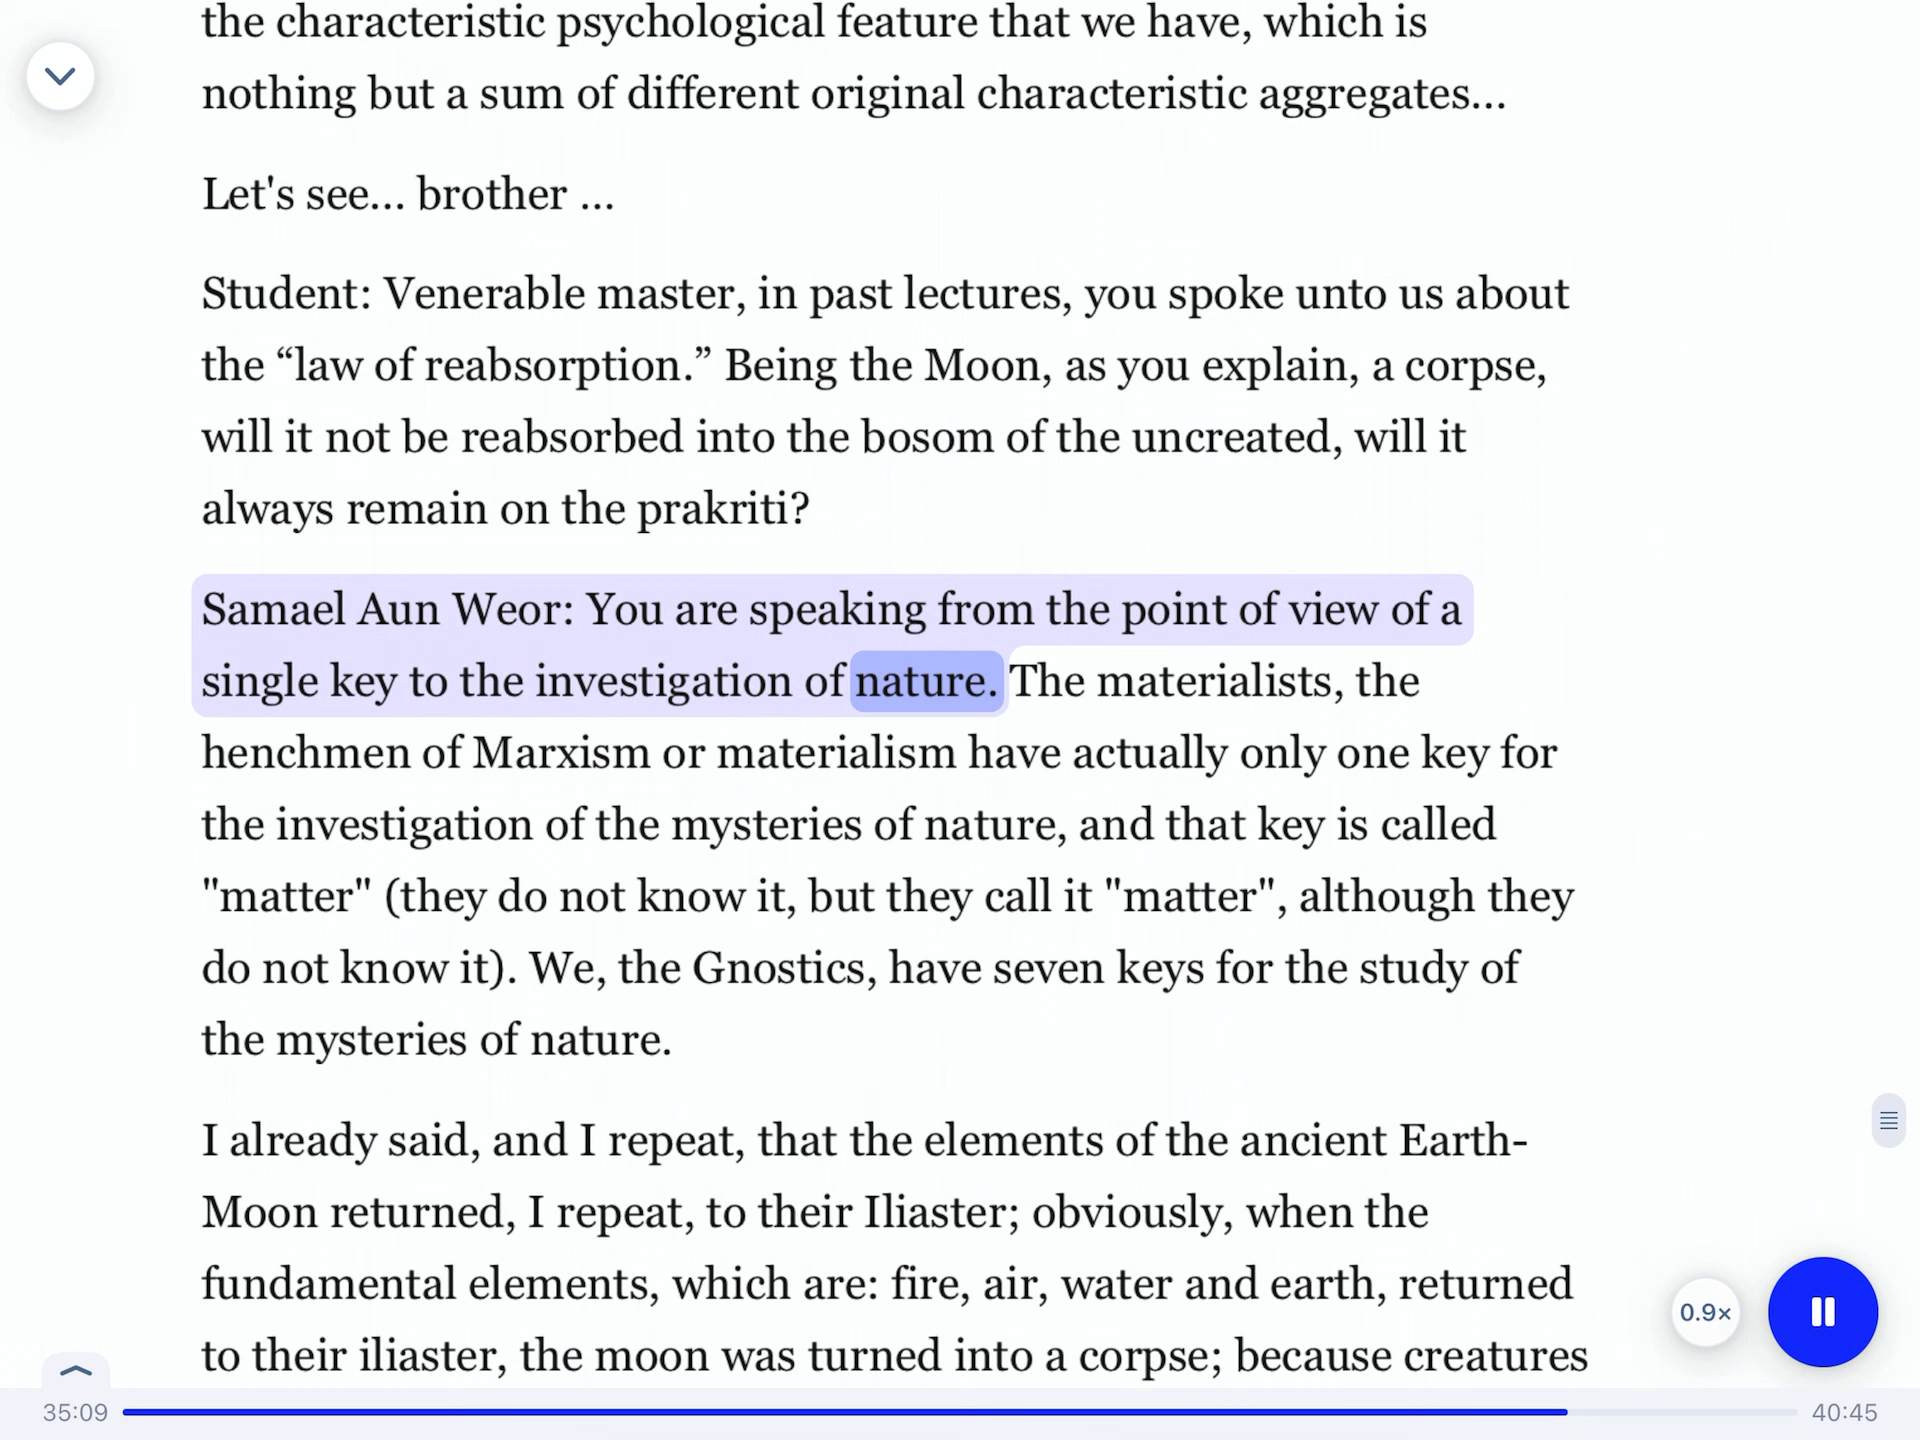 the characteristic psychological feature that we have, which is
nothing but a sum of different original characteristic aggregates...
Let's see... brother ...
Student: Venerable master, in past lectures, you spoke unto us about
the “law of reabsorption.” Being the Moon, as you explain, a corpse,
will it not be reabsorbed into the bosom of the uncreated, will it
always remain on the prakriti?
Samael Aun Weor: You are speaking from the point of view of a
single key to the investigation of nature. The materialists, the
henchmen of Marxism or materialism have actually only one key for
the investigation of the mysteries of nature, and that key is called
"matter" (they do not know it, but they call it "matter", although they
do not know it). We, the Gnostics, have seven keys for the study of
the mysteries of nature.
I already said, and I repeat, that the elements of the ancient Earth-
Moon returned, I repeat, to their Iliaster; obviously, when the
fundamental elements, which are: fire, air, water and earth, returned
to their iliaster, the moon was turned into a corpse; because creatures
0.9×
35:09
40:45